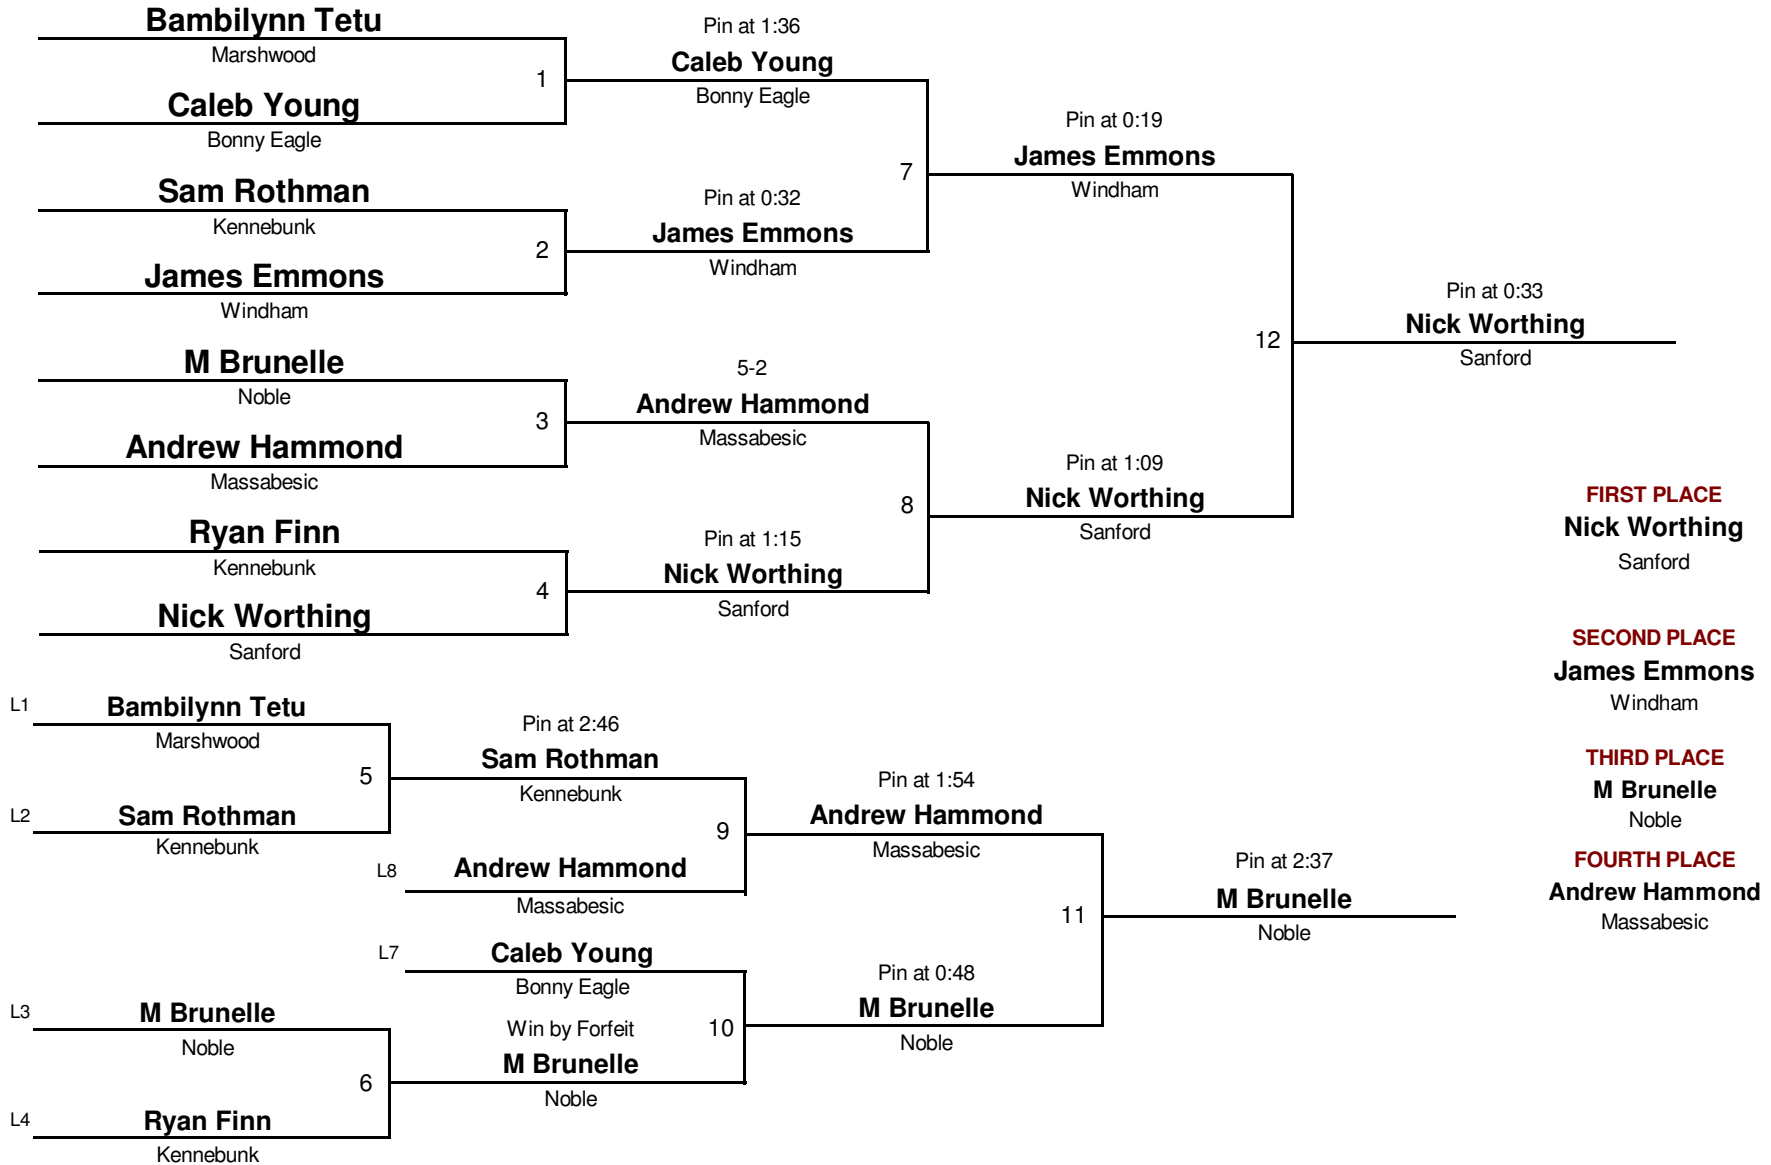 Bambilynn Tetu
Marshwood
1
Caleb Young
Bonny Eagle
Pin at 1:36
Caleb Young
Bonny Eagle
Sam Rothman
Kennebunk
2
James Emmons
Windham
Pin at 0:32
James Emmons
Windham
7
Pin at 0:19
James Emmons
Windham
M Brunelle
Noble
3
Andrew Hammond
Massabesic
5-2
Andrew Hammond
Massabesic
Ryan Finn
Kennebunk
4
Nick Worthing
Sanford
Pin at 1:15
Nick Worthing
Sanford
8
Pin at 1:09
Nick Worthing
Sanford
12
Pin at 0:33
Nick Worthing
Sanford
L1
Bambilynn Tetu
Marshwood
5
L2
Sam Rothman
Kennebunk
Pin at 2:46
Sam Rothman
Kennebunk
9
L8
Andrew Hammond
Massabesic
Pin at 1:54
Andrew Hammond
Massabesic
L7
Caleb Young
Bonny Eagle
L3
M Brunelle
Noble
6
L4
Ryan Finn
Kennebunk
Win by Forfeit
M Brunelle
Noble
10
Pin at 0:48
M Brunelle
Noble
11
Pin at 2:37
M Brunelle
Noble
FIRST PLACE
Nick Worthing
Sanford
SECOND PLACE
James Emmons
Windham
THIRD PLACE
M Brunelle
Noble
FOURTH PLACE
Andrew Hammond
Massabesic